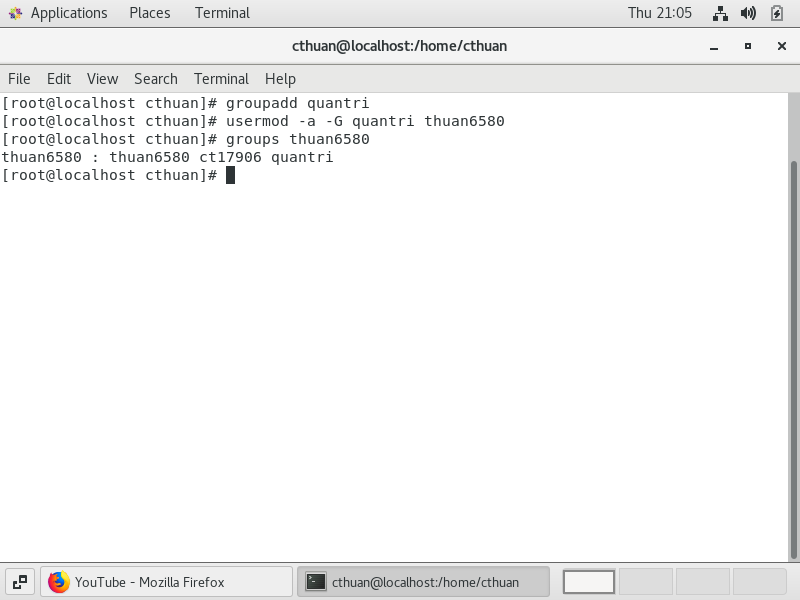 Applications Places Terminal Thu 21:05
cthuan@localhost:/home/cthuan
File Edit View Search Terminal Help
[root@localhost cthuan]# groupadd quantri
[root@localhost cthuan]# usermod -a -G quantri thuan6580
[root@localhost cthuan]# groups thuan6580
thuan6580 : thuan6580 ct17906 quantri
[root@localhost cthuan]#
YouTube - Mozilla Firefox cthuan@localhost:/home/cthuan